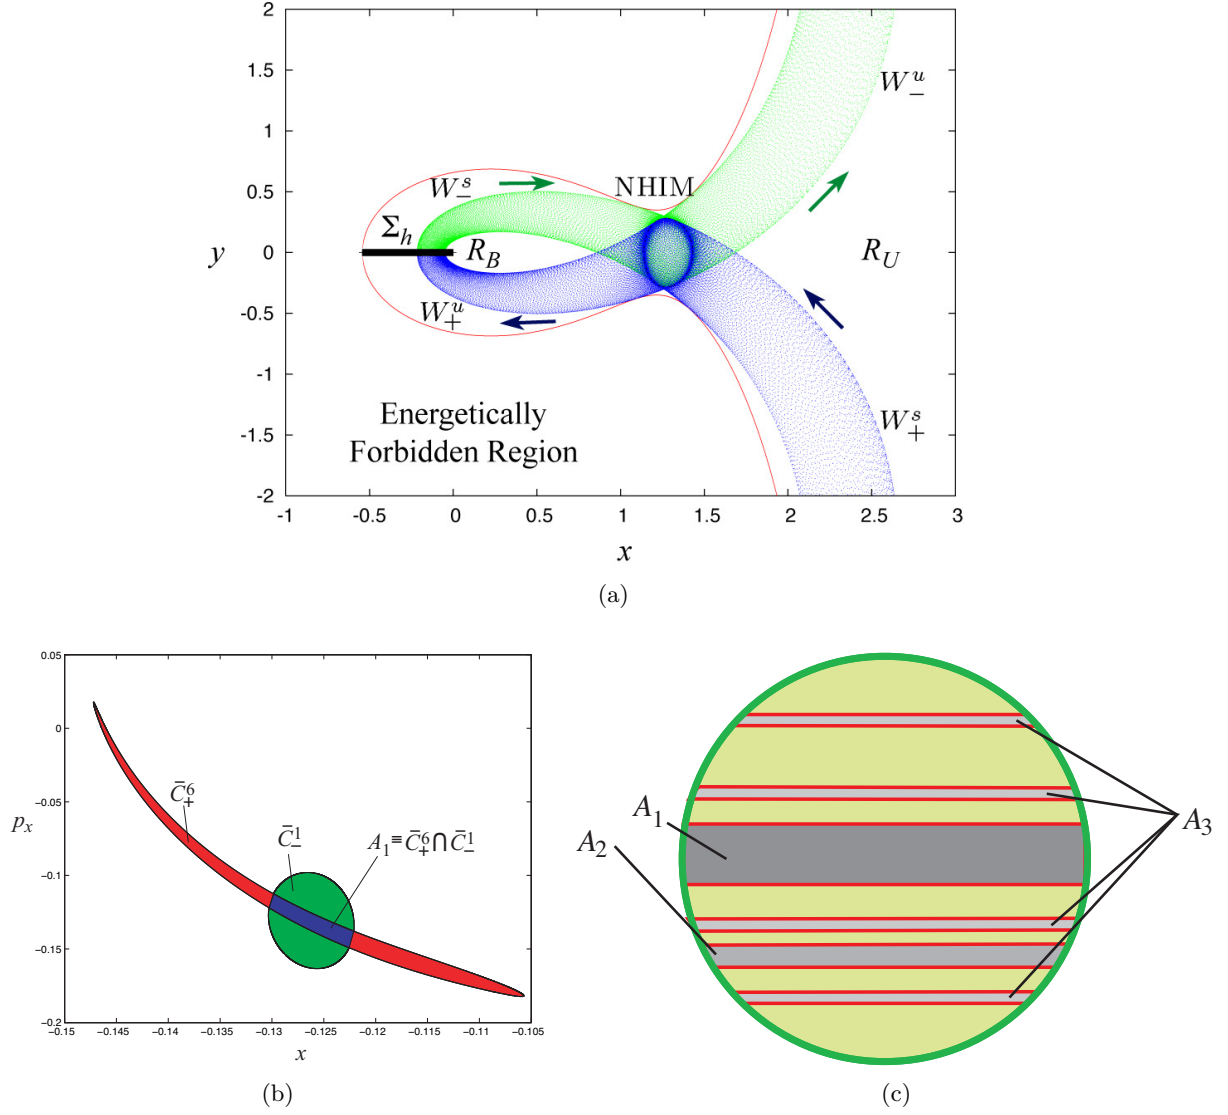 2
1.5
1
0.5
0
-0.5
-1
-1.5
-2
y
W^u_-
W^s_-
NHIM
Σ_h
R_B
R_U
W^u_+
W^s_+
Energetically
Forbidden Region
-1 -0.5 0 0.5 1 1.5 2 2.5 3
x
(a)
0.05
0
−0.05
−0.1
−0.15
−0.2
p_x
C̄^6_+
C̄^1_-
A_1≡C̄^6_+∩C̄^1_-
−0.15 −0.145 −0.14 −0.135 −0.13 −0.125 −0.12 −0.115 −0.11 −0.105
x
(b)
A_1
A_2
A_3
(c)